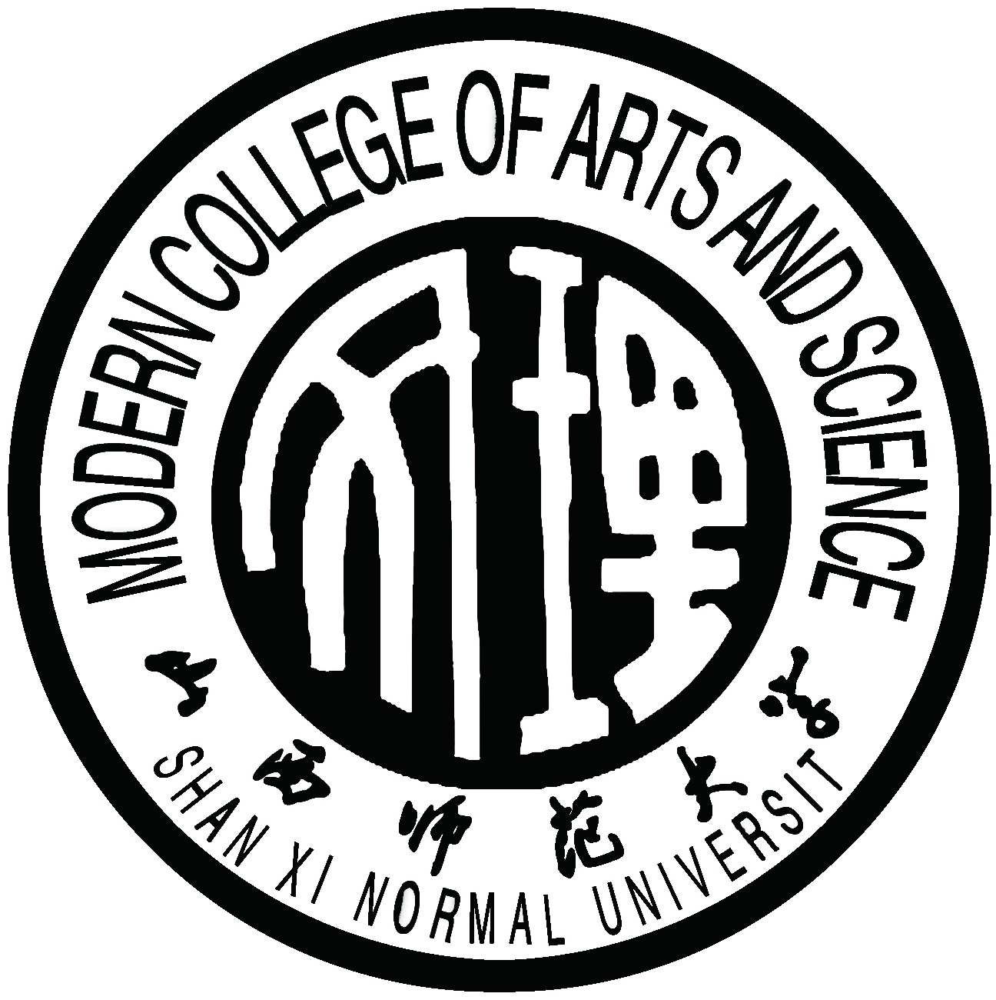 MODERN COLLEGE OF ARTS AND SCIENCE
山西师范大学
SHAN XI NORMAL UNIVERSIT